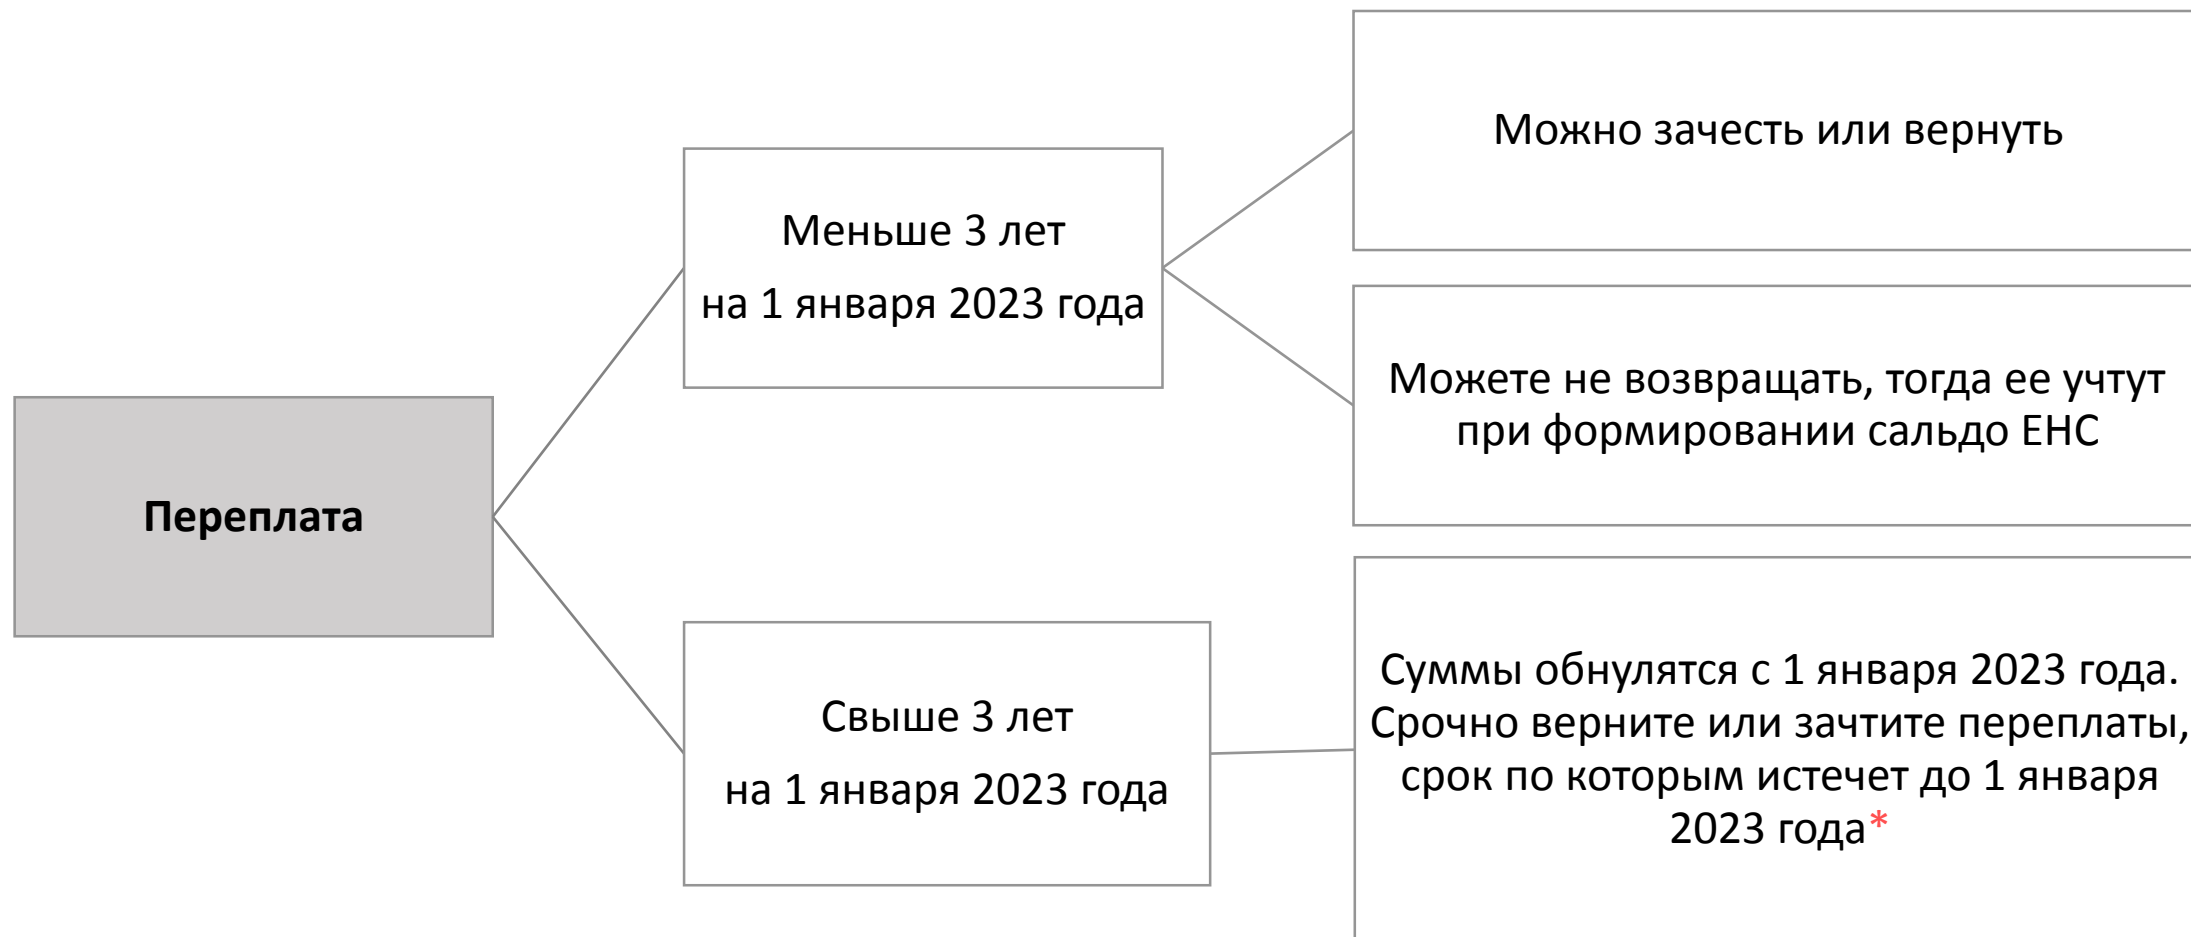 Переплата
Меньше 3 лет
на 1 января 2023 года
Можно зачесть или вернуть
Можете не возвращать, тогда ее учтут
при формировании сальдо ЕНС
Свыше 3 лет
на 1 января 2023 года
Суммы обнулятся с 1 января 2023 года.
Срочно верните или зачтите переплаты,
срок по которым истечет до 1 января
2023 года*